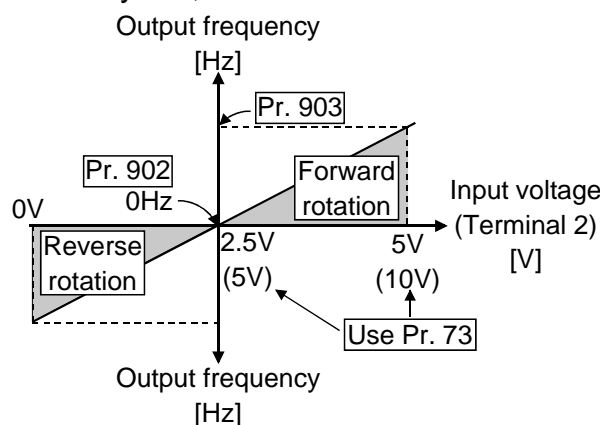 Output frequency
[Hz]
Pr. 903
Pr. 902
0Hz
Forward
rotation
Input voltage
(Terminal 2)
[V]
0V
Reverse
rotation
2.5V
(5V)
5V
(10V)
Use Pr. 73
Output frequency
[Hz]